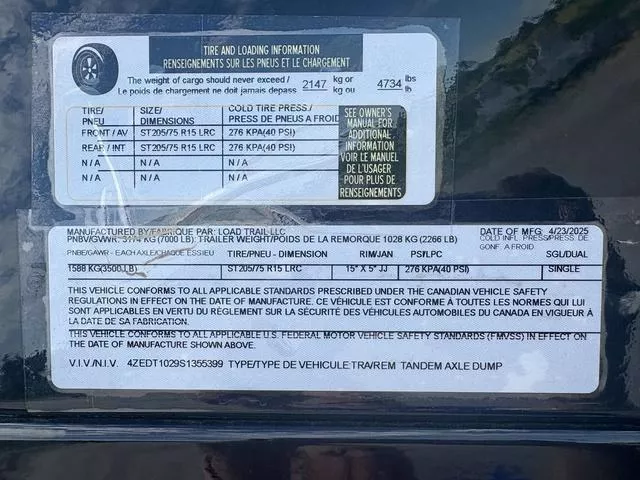 TIRE AND LOADING INFORMATION
RENSEIGNEMENTS SUR LES PNEUS ET LE CHARGEMENT
The weight of cargo should never exceed / 2147 kg or 4734 lbs
Le poids de chargement ne doit jamais depass kg ou lb
TIRE/ SIZE/ COLD TIRE PRESS./
PNEU DIMENSIONS PRESS DE PNEUS A FROID
FRONT / AV ST205/75 R15 LRC 276 KPA(40 PSI)
REAR / INT ST205/75 R15 LRC 276 KPA(40 PSI)
N/A N/A N/A
N/A N/A N/A
SEE OWNER'S
MANUAL FOR
ADDITIONAL
INFORMATION
VOIR LE MANUEL
DE L'USAGER
POUR PLUS DE
RENSEIGNEMENTS
MANUFACTURED BY/FABRIQUE PAR: LOAD TRAIL LLC DATE OF MFG: 4/23/2025
PNBV/GVWR: 3174 KG (7000 LB): TRAILER WEIGHT/POIDS DE LA REMORQUE 1028 KG (2266 LB)
PNBE/GAWR - EACH AXLE/CHAQUE ESSIEU TIRE/PNEU - DIMENSION RIM/JAN PSI/LPC COLD INFL. PRESS/PRESS. DE GONF. A FROID SGL/DUAL
1588 KG(3500 LB) ST205/75 R15 LRC 15" X 5" JJ 276 KPA(40 PSI) SINGLE
THIS VEHICLE CONFORMS TO ALL APPLICABLE STANDARDS PRESCRIBED UNDER THE CANADIAN VEHICLE SAFETY
REGULATIONS IN EFFECT ON THE DATE OF MANUFACTURE. CE VÉHICULE EST CONFORME À TOUTES LES NORMES QUI LUI
SONT APPLICABLES EN VERTU DU RÈGLEMENT SUR LA SÉCURITÉ DES VÉHICULES AUTOMOBILES DU CANADA EN VIGUEUR À
LA DATE DE SA FABRICATION.
THIS VEHICLE CONFORMS TO ALL APPLICABLE U.S. FEDERAL MOTOR VEHICLE SAFETY STANDARDS (FMVSS) IN EFFECT ON
THE DATE OF MANUFACTURE SHOWN ABOVE.
V.I.V./N.I.V. 4ZEDT1029S1355399 TYPE/TYPE DE VEHICULE:TRA/REM TANDEM AXLE DUMP